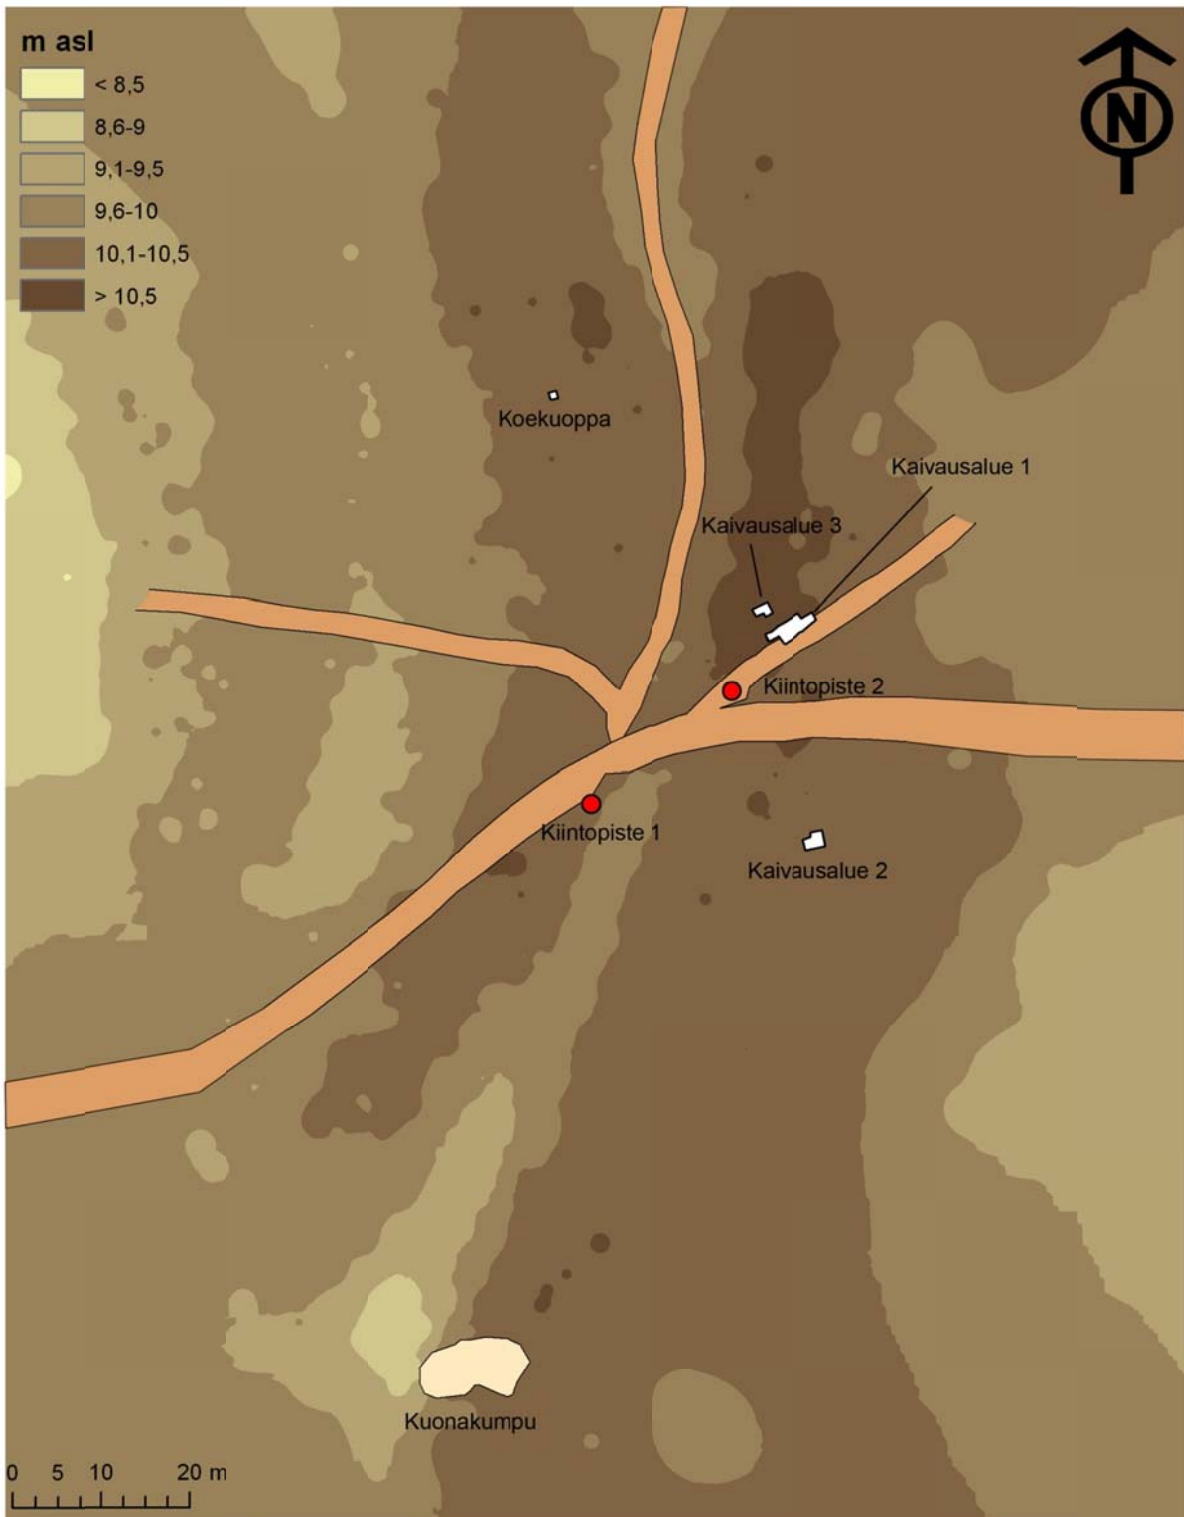 m asl
N
< 8,5
8,6-9
9,1-9,5
9,6-10
10,1-10,5
> 10,5
Koekuoppa
Kaivausalue 1
Kaivausalue 3
Kiintopiste 2
Kiintopiste 1
Kaivausalue 2
Kuonakumpu
0 5 10 20 m